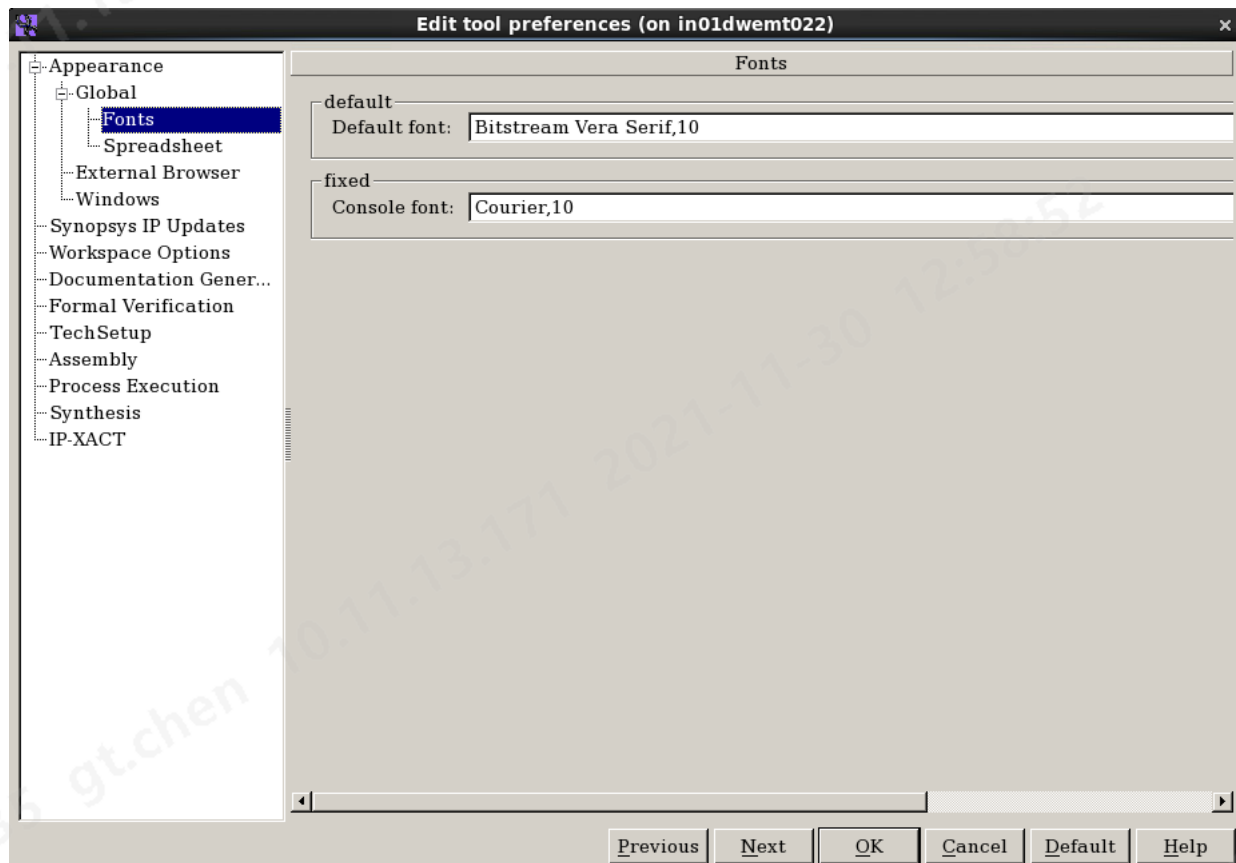 Edit tool preferences (on in01dwemt022)
Appearance
Global
Fonts
Spreadsheet
External Browser
Windows
Synopsys IP Updates
Workspace Options
Documentation Gener...
Formal Verification
TechSetup
Assembly
Process Execution
Synthesis
IP-XACT
Fonts
default
Default font: Bitstream Vera Serif,10
fixed
Console font: Courier,10
gt.chen 10.11.13.171 2021-11-30 12:58:52
Previous Next OK Cancel Default Help